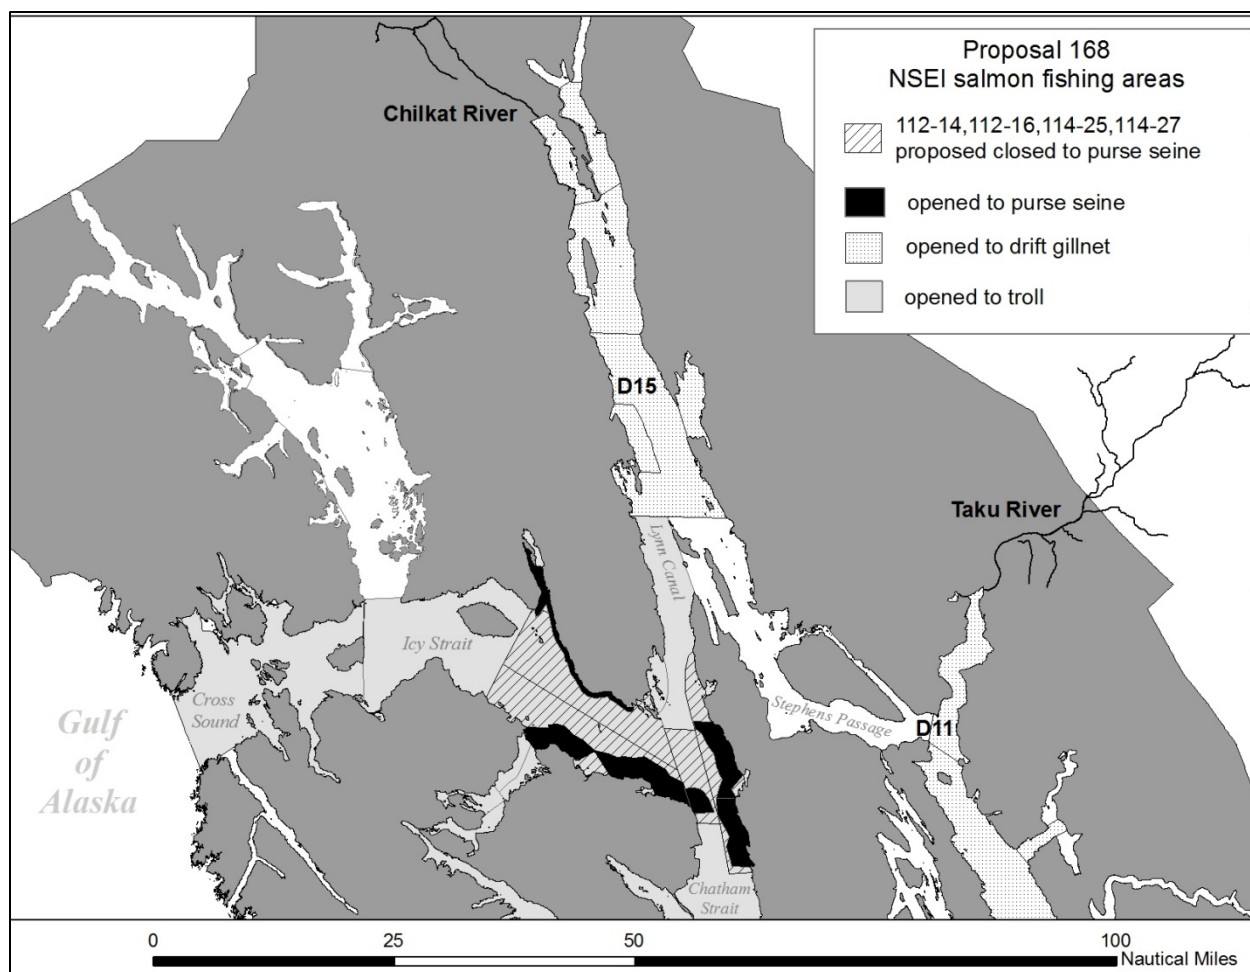 Proposal 168
NSEI salmon fishing areas
112-14,112-16,114-25,114-27
proposed closed to purse seine
opened to purse seine
opened to drift gillnet
opened to troll
Chilkat River
D15
Taku River
Lynn Canal
Icy Strait
Cross
Sound
Stephens Passage
D11
Gulf
of
Alaska
Chatham
Strait
0
25
50
100
Nautical Miles